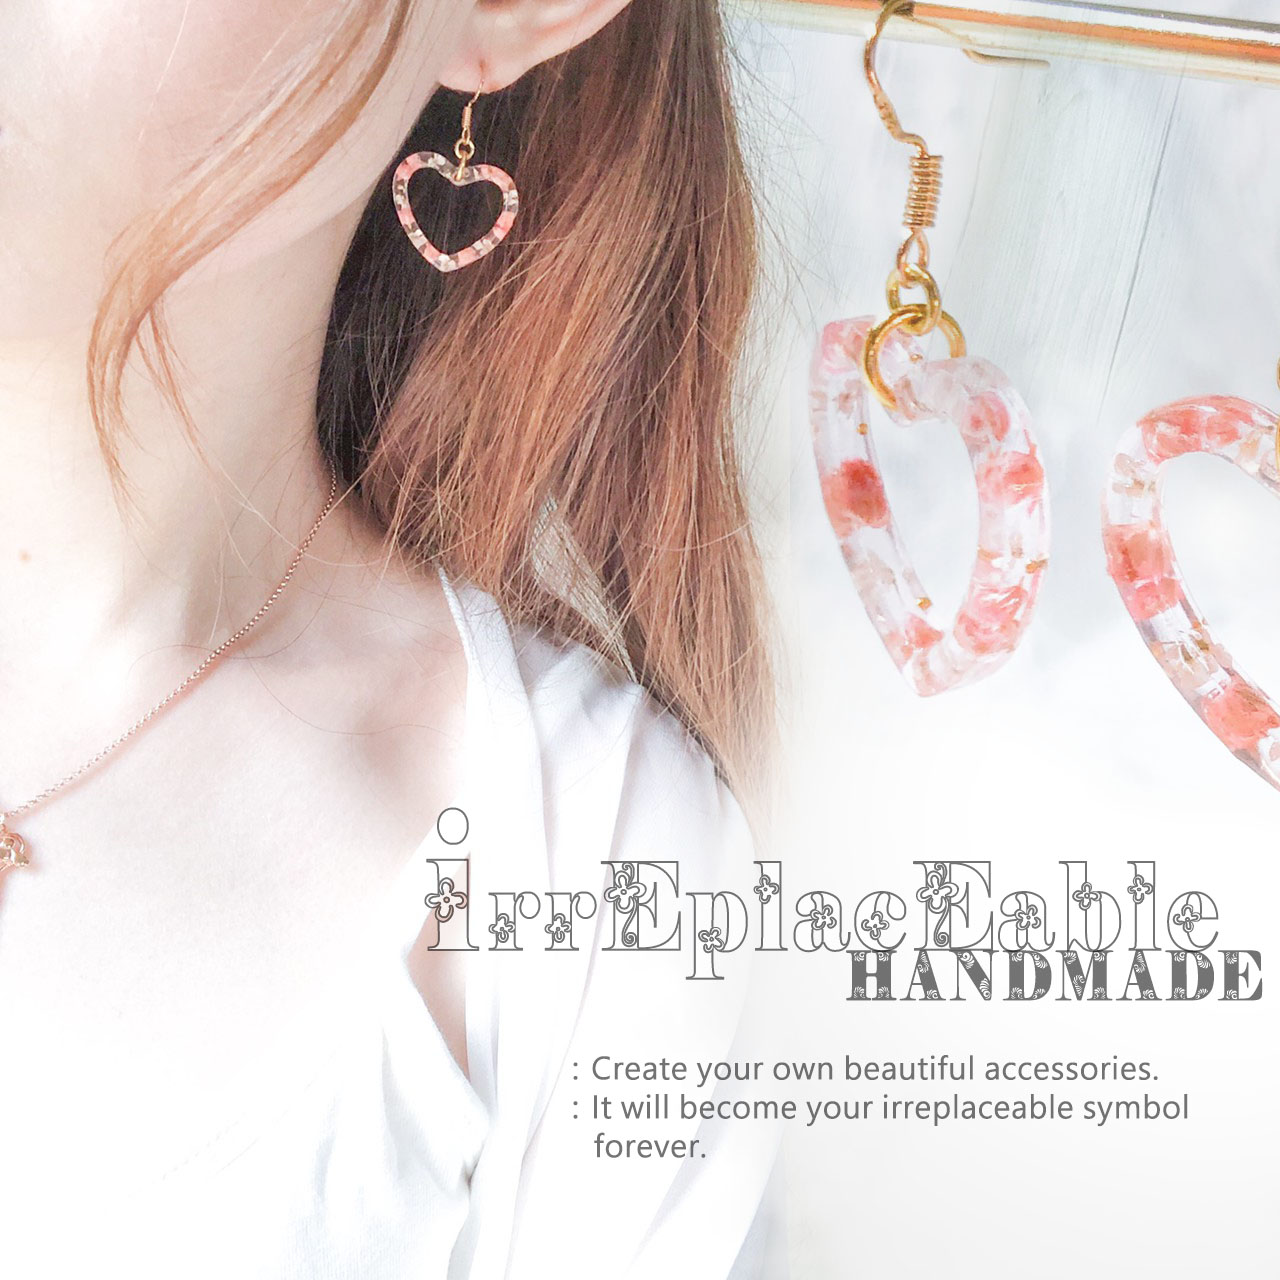 irrEplacEable
HANDMADE
: Create your own beautiful accessories.
: It will become your irreplaceable symbol
forever.